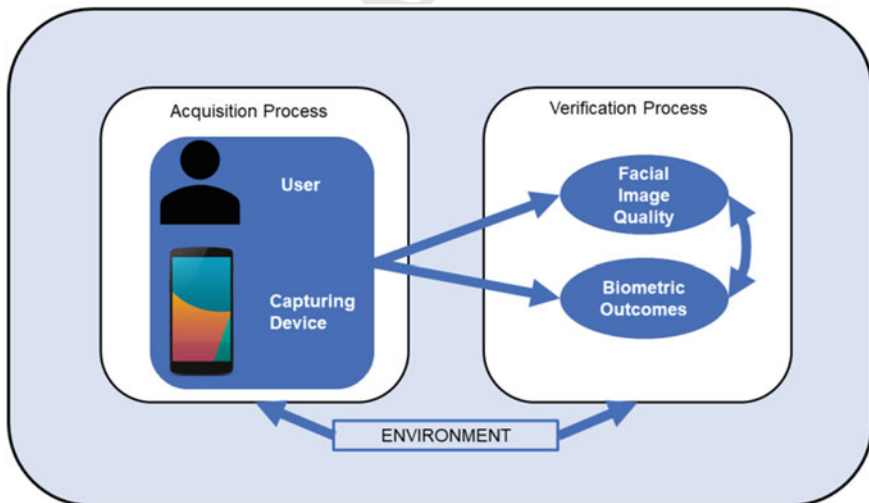 Acquisition Process
User
Capturing
Device
Verification Process
Facial
Image
Quality
Biometric
Outcomes
ENVIRONMENT